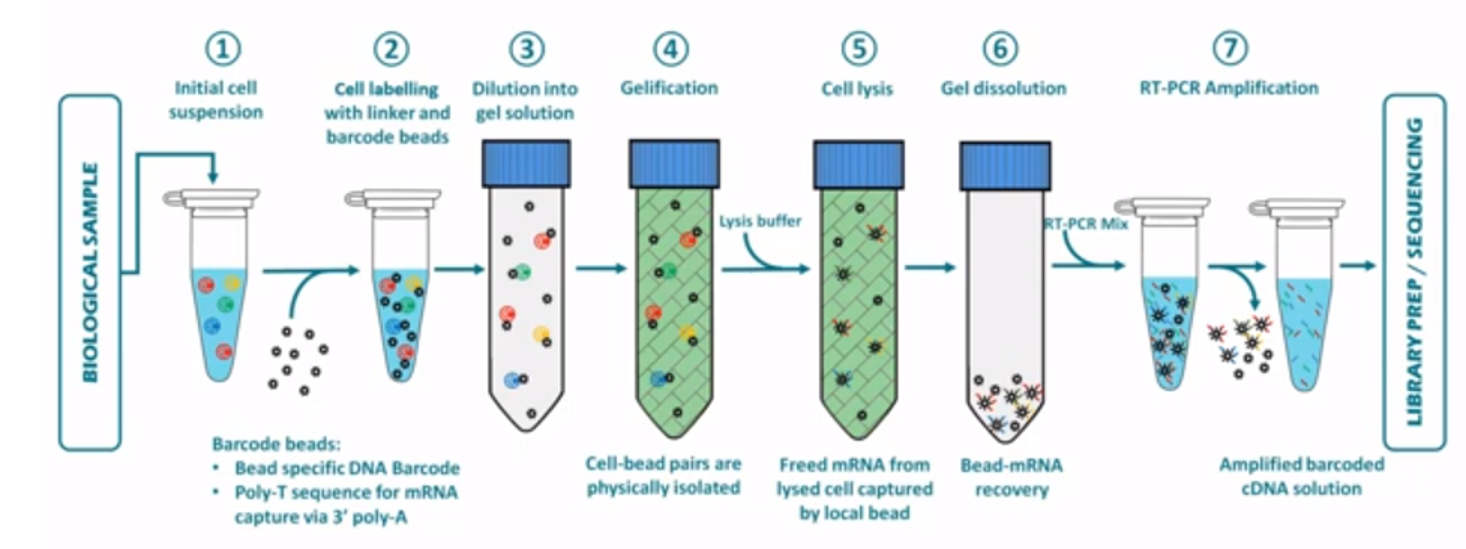 1
Initial cell
suspension
2
Cell labelling
with linker and
barcode beads
3
Dilution into
gel solution
4
Gelification
5
Cell lysis
6
Gel dissolution
7
RT-PCR Amplification
BIOLOGICAL SAMPLE
Lysis buffer
RT-PCR Mix
LIBRARY PREP / SEQUENCING
Barcode beads:
• Bead specific DNA Barcode
• Poly-T sequence for mRNA
capture via 3' poly-A
Cell-bead pairs are
physically isolated
Freed mRNA from
lysed cell captured
by local bead
Bead-mRNA
recovery
Amplified barcoded
cDNA solution